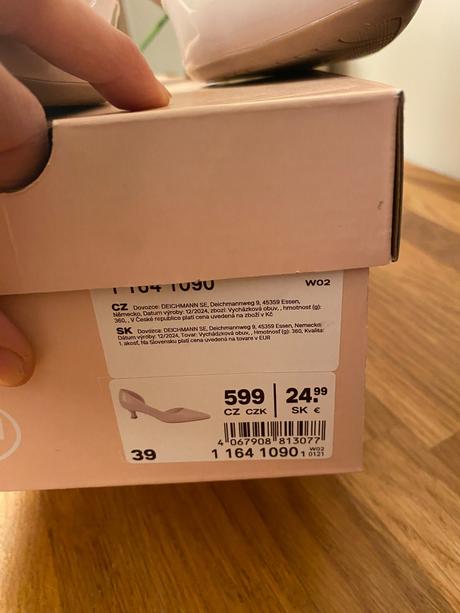 1 164 1090
W02
CZ Dovozce: DEICHMANN SE, Deichmannweg 9, 45359 Essen,
Německo, Datum výroby: 12/2024, zboží: Vycházková obuv, , hmotnost (g):
360, , V České republice platí cena uvedená na zboží v Kč
SK Dovózca: DEICHMANN SE, Deichmannweg 9, 45359 Essen, Nemecko,
Dátum výroby: 12/2024, Tovar: Vychádzková obuv, , Hmotnosť (g): 360, Kvalita:
1. akosť, Na Slovensku platí cena uvedená na tovare v EUR
599 24.99
CZ CZK SK €
4 067908 813077
39 1 164 1090 1 W02 0121